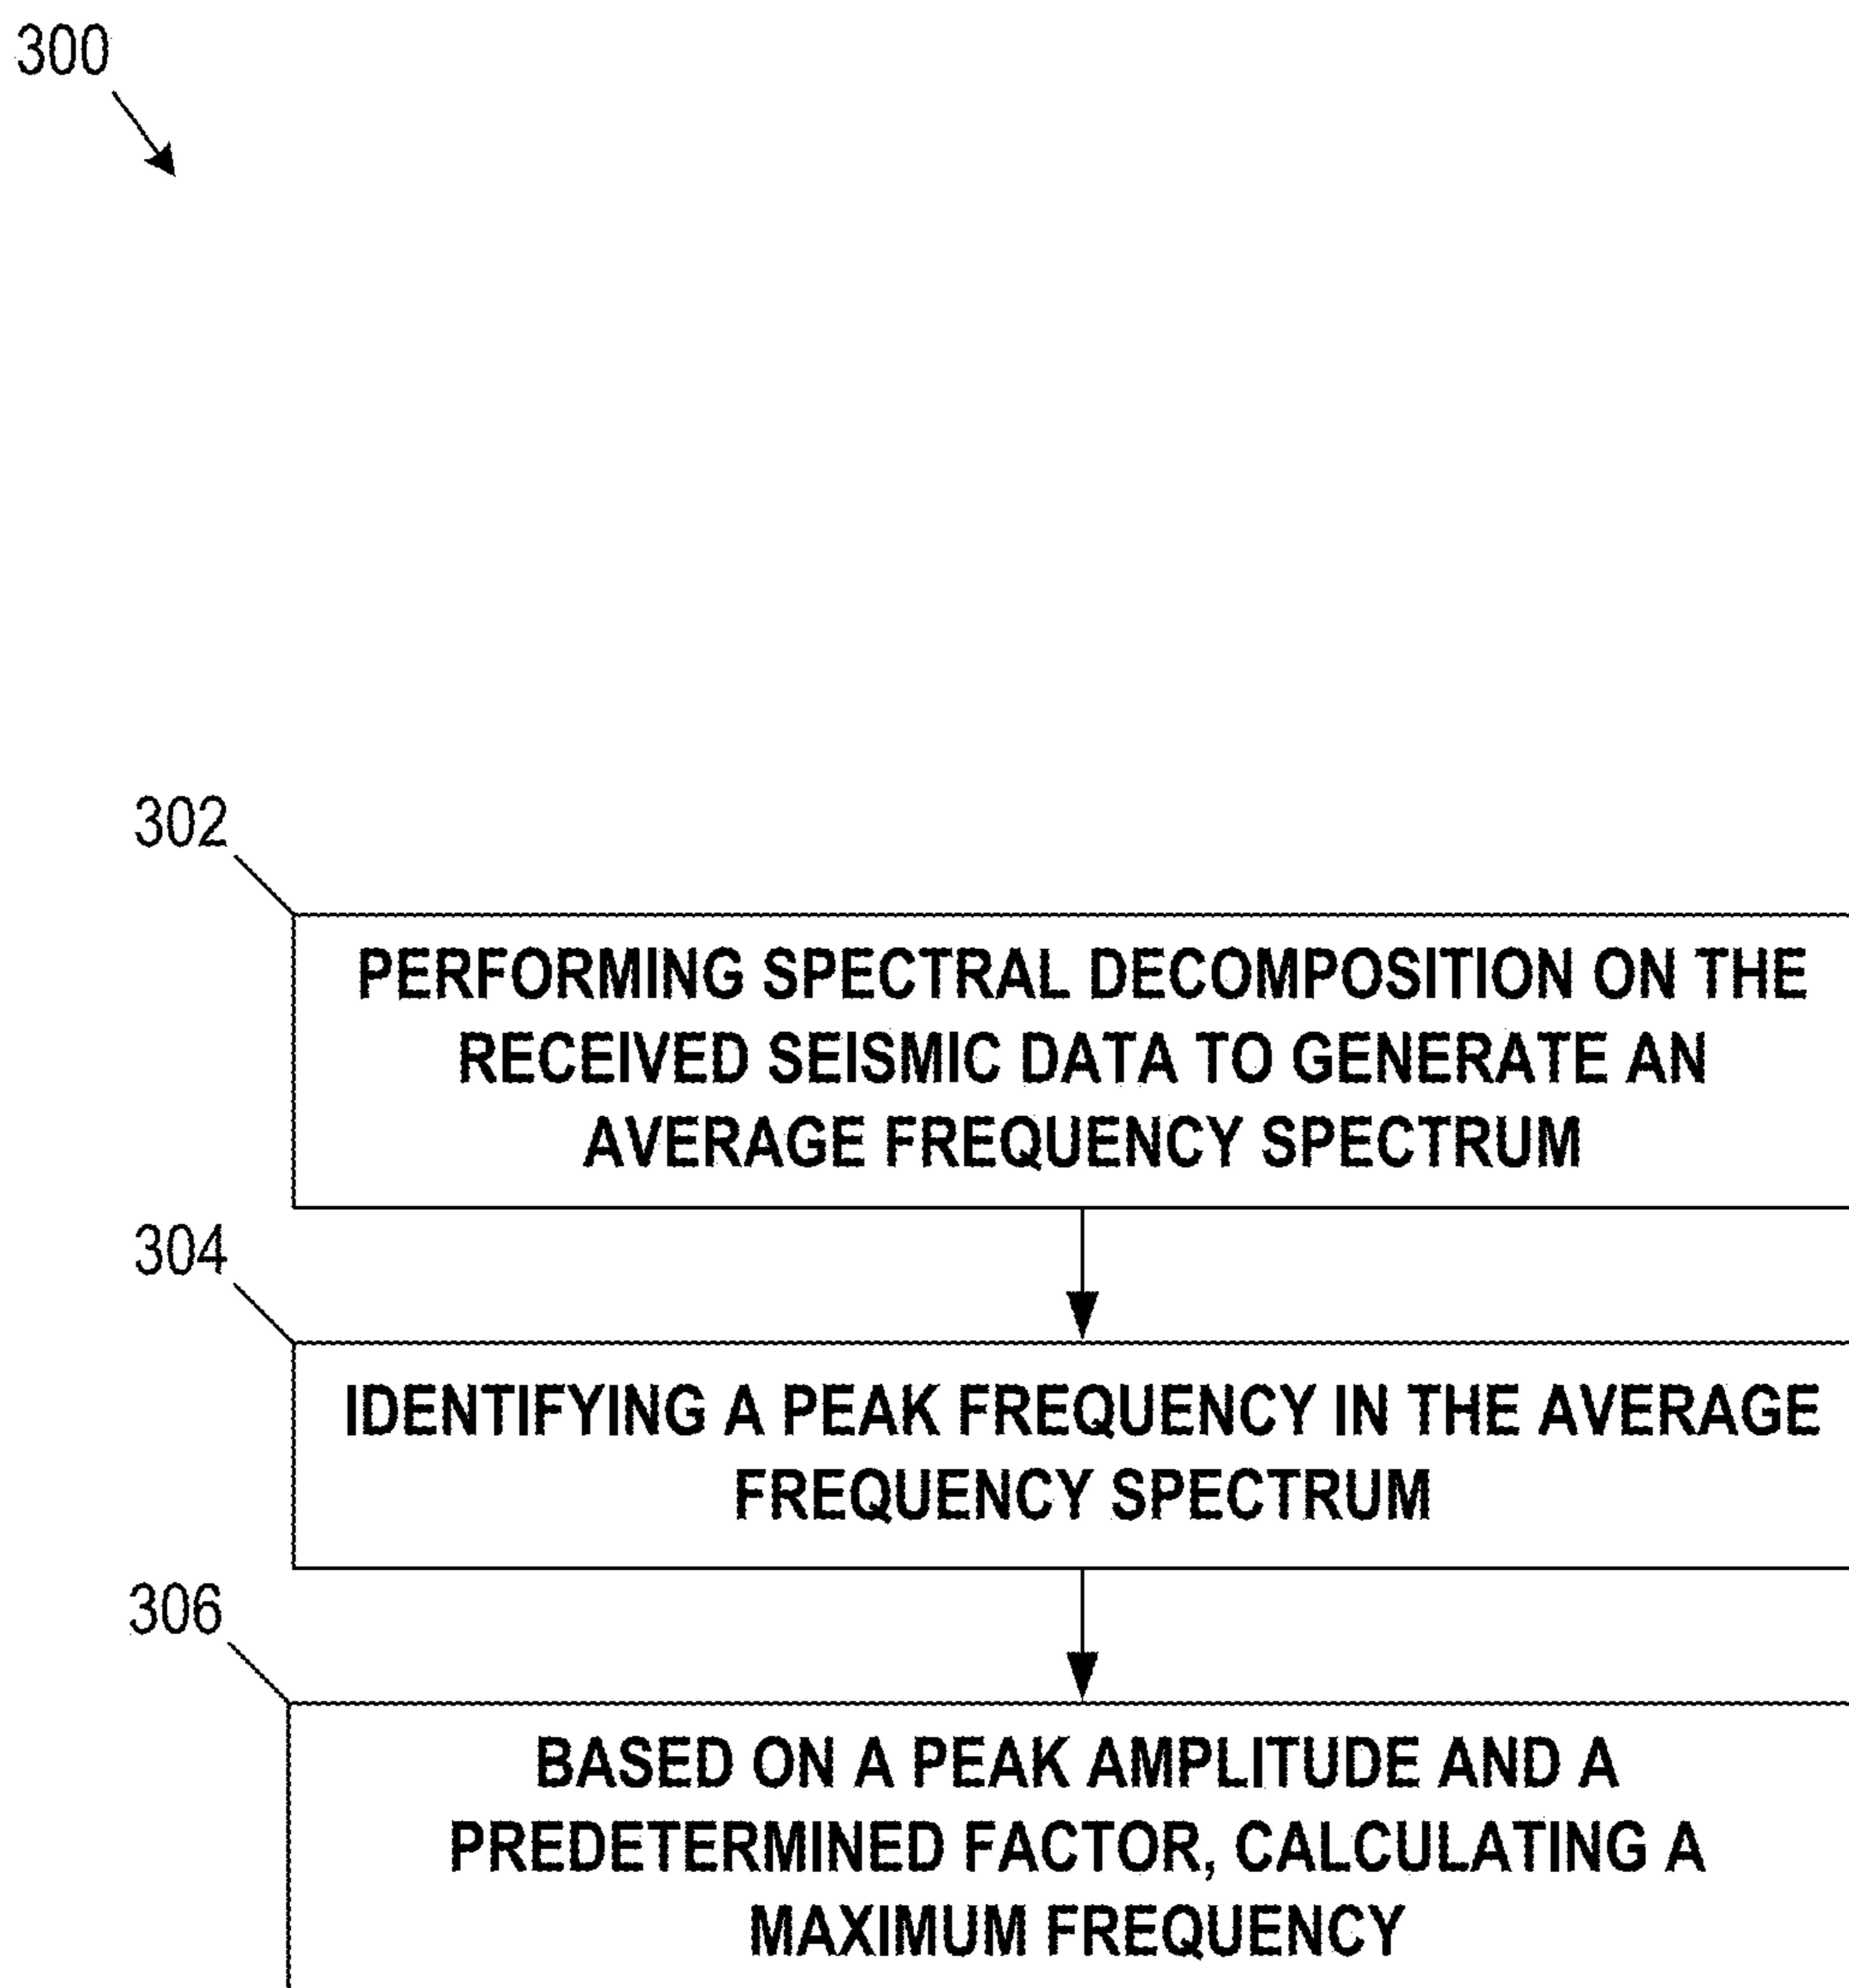 300
302
PERFORMING SPECTRAL DECOMPOSITION ON THE
RECEIVED SEISMIC DATA TO GENERATE AN
AVERAGE FREQUENCY SPECTRUM
304
IDENTIFYING A PEAK FREQUENCY IN THE AVERAGE
FREQUENCY SPECTRUM
306
BASED ON A PEAK AMPLITUDE AND A
PREDETERMINED FACTOR, CALCULATING A
MAXIMUM FREQUENCY